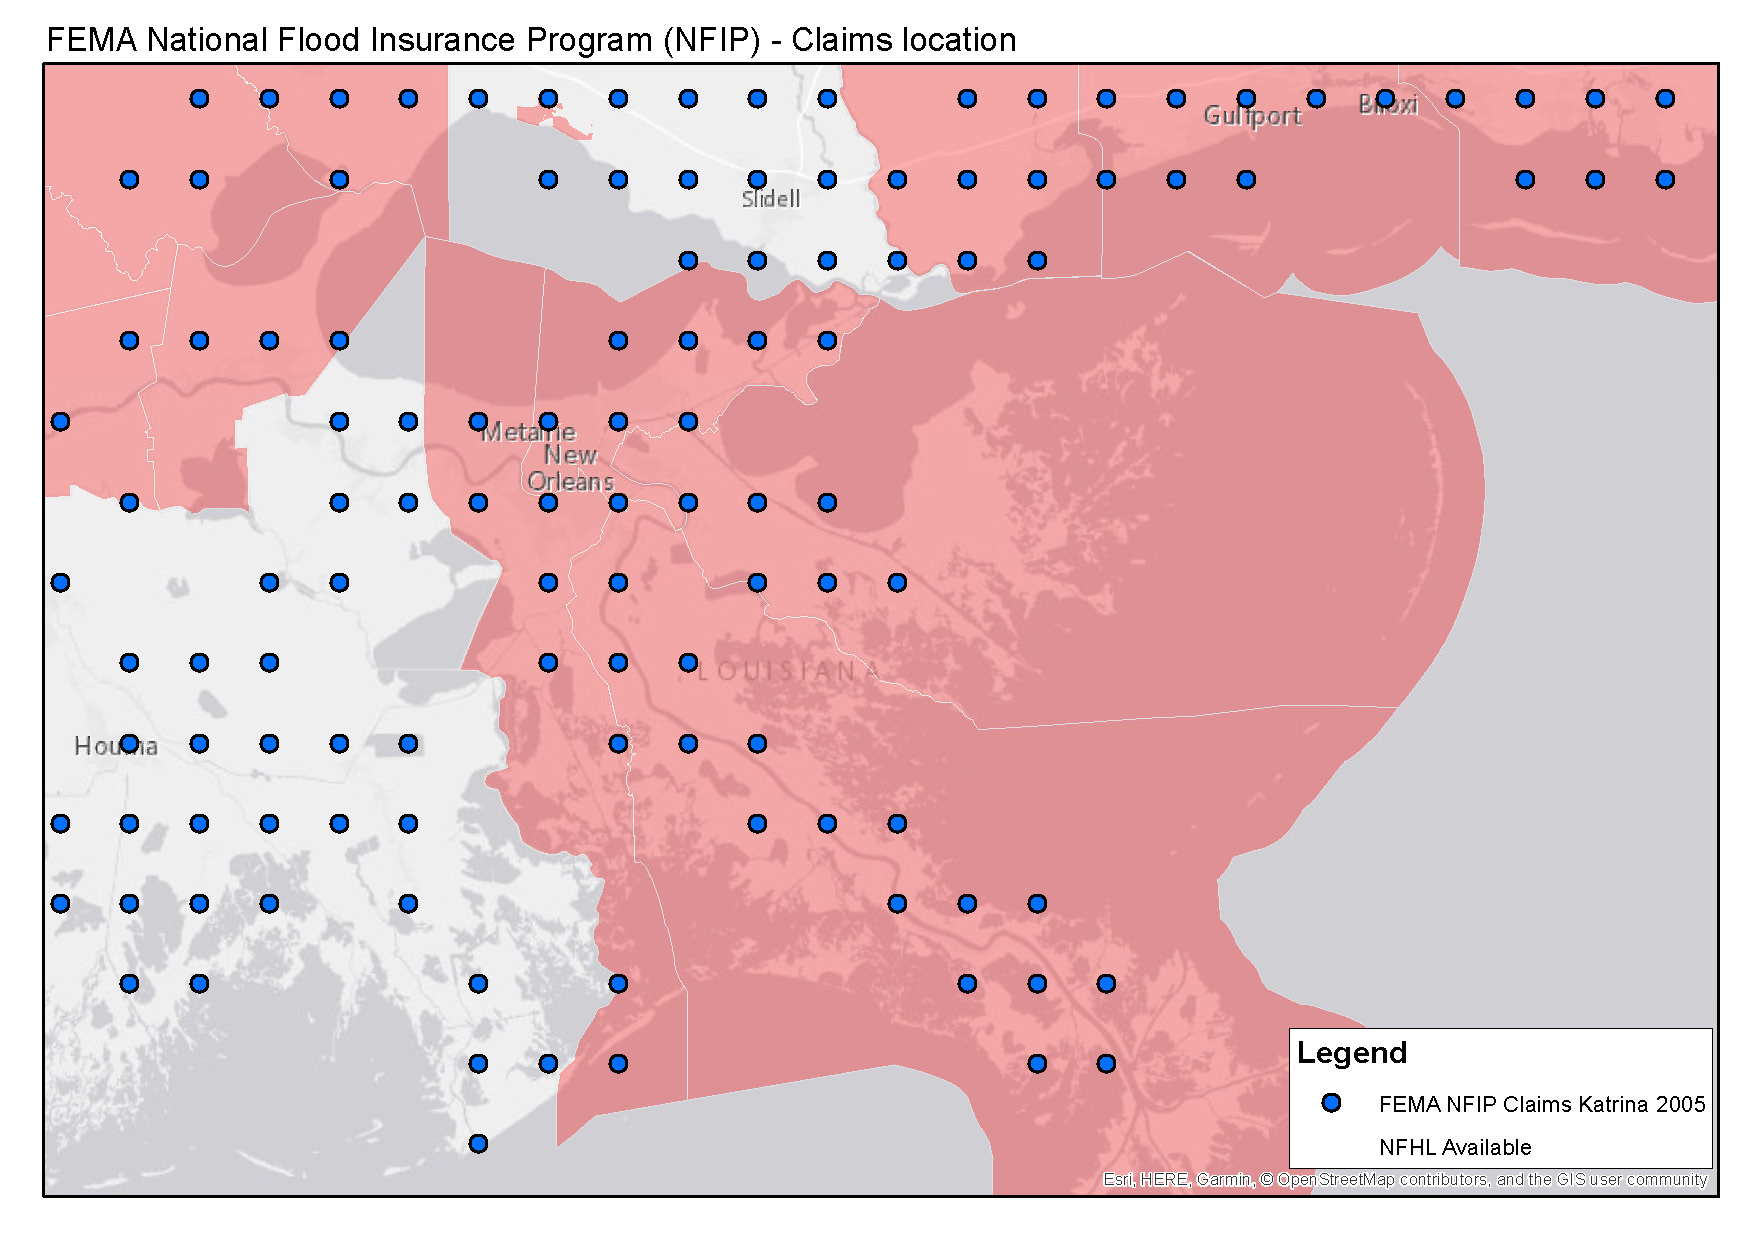 FEMA National Flood Insurance Program (NFIP) - Claims location
Gulfport
Biloxi
Slidell
Metairie
New
Orleans
LOUISIANA
Houma
Legend
FEMA NFIP Claims Katrina 2005
NFHL Available
Esri, HERE, Garmin, © OpenStreetMap contributors, and the GIS user community